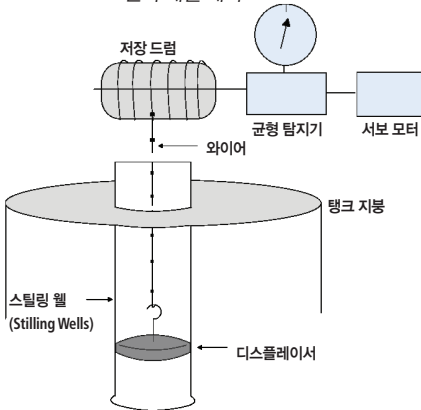 저장 드럼
균형 탐지기
서보 모터
와이어
탱크 지붕
스틸링 웰
(Stilling Wells)
디스플레이서